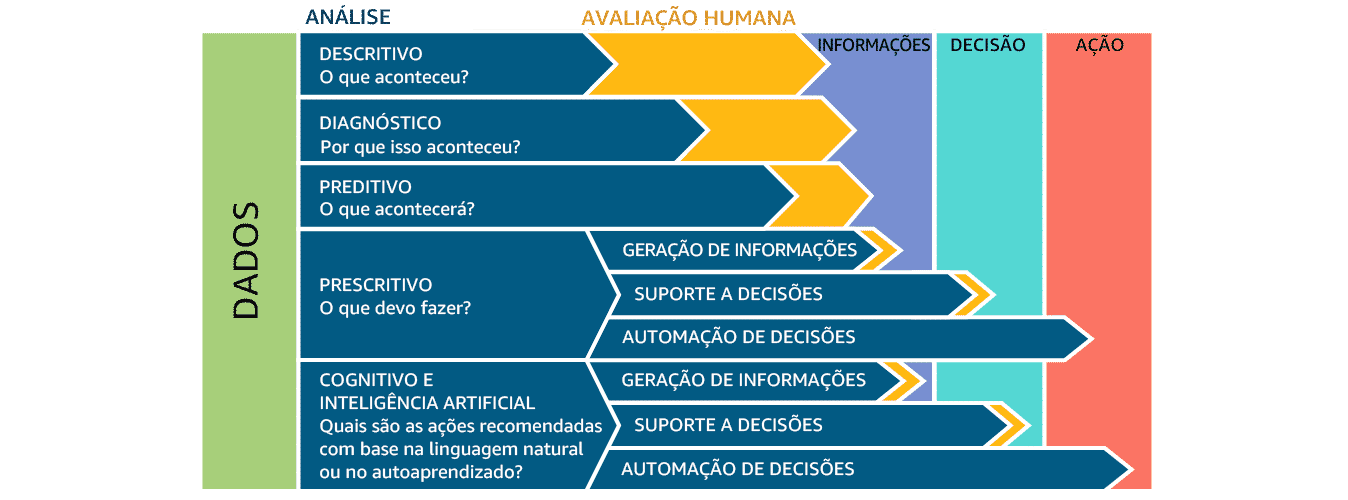 ANÁLISE
AVALIAÇÃO HUMANA
INFORMAÇÕES
DECISÃO
AÇÃO
DADOS
DESCRITIVO
O que aconteceu?
DIAGNÓSTICO
Por que isso aconteceu?
PREDITIVO
O que acontecerá?
PRESCRITIVO
O que devo fazer?
GERAÇÃO DE INFORMAÇÕES
SUPORTE A DECISÕES
AUTOMAÇÃO DE DECISÕES
COGNITIVO E
INTELIGÊNCIA ARTIFICIAL
Quais são as ações recomendadas
com base na linguagem natural
ou no autoaprendizado?
GERAÇÃO DE INFORMAÇÕES
SUPORTE A DECISÕES
AUTOMAÇÃO DE DECISÕES